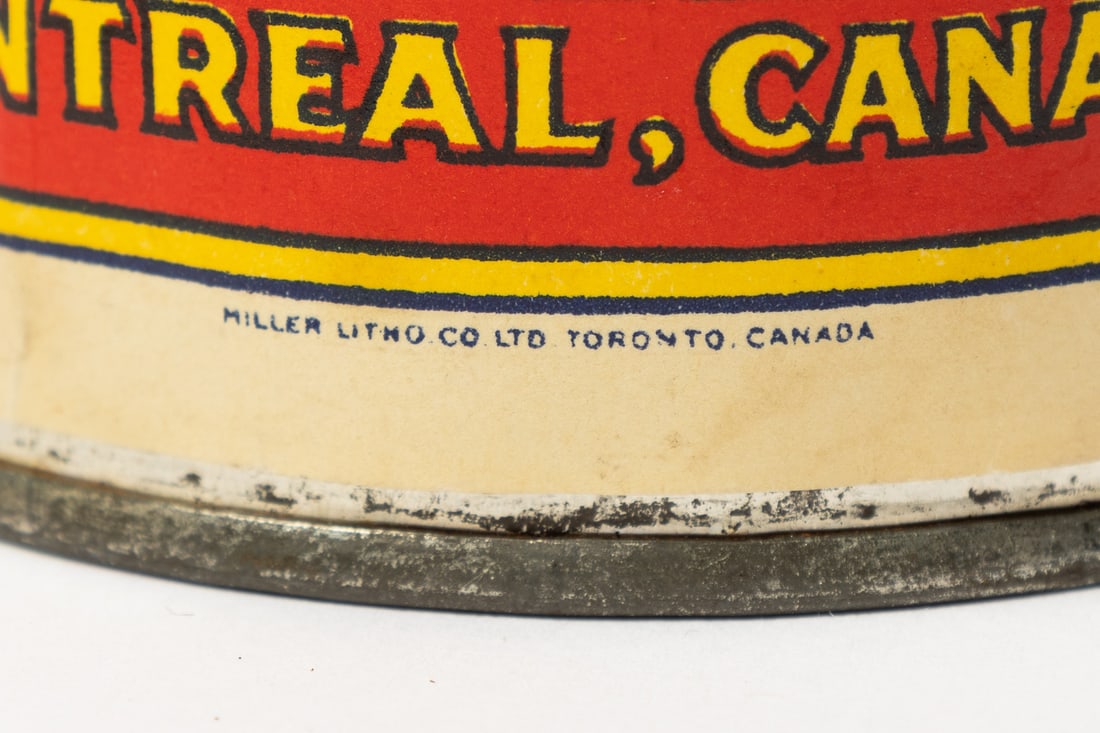 NTREAL, CANA
MILLER LITHO. CO. LTD. TORONTO, CANADA